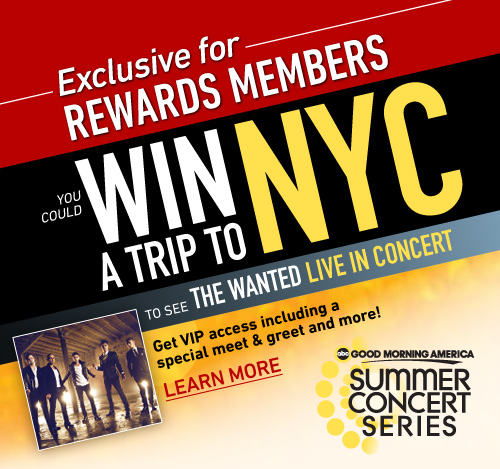 Exclusive for
REWARDS MEMBERS
YOU
COULD
WIN
A TRIP TO
NYC
TO SEE THE WANTED LIVE IN CONCERT
Get VIP access including a
special meet & greet and more!
LEARN MORE
abc GOOD MORNING AMERICA
SUMMER
CONCERT
SERIES